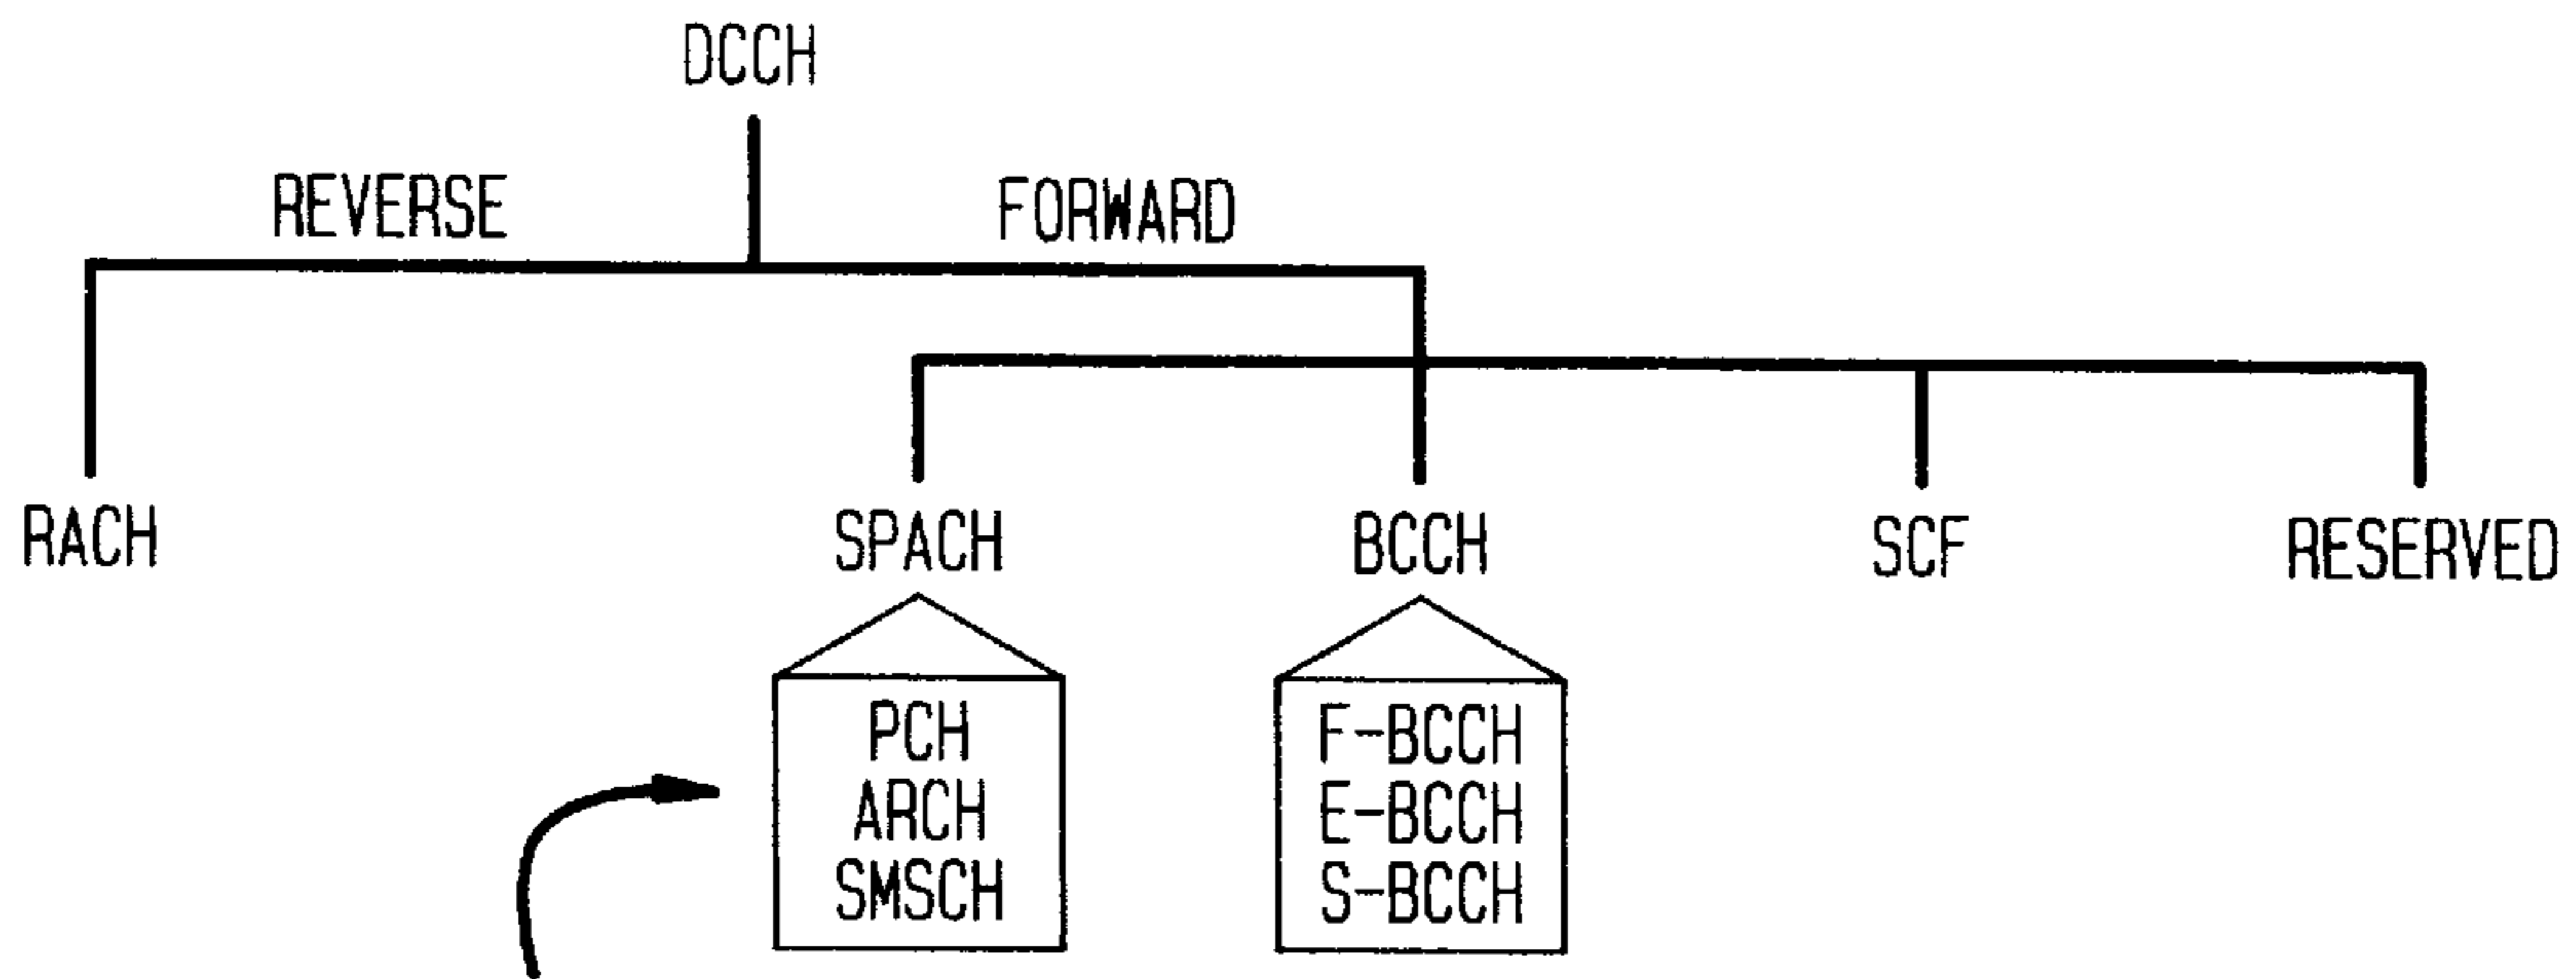 DCCH
REVERSE
FORWARD
RACH
SPACH
BCCH
SCF
RESERVED
PCH
ARCH
SMSCH
F-BCCH
E-BCCH
S-BCCH